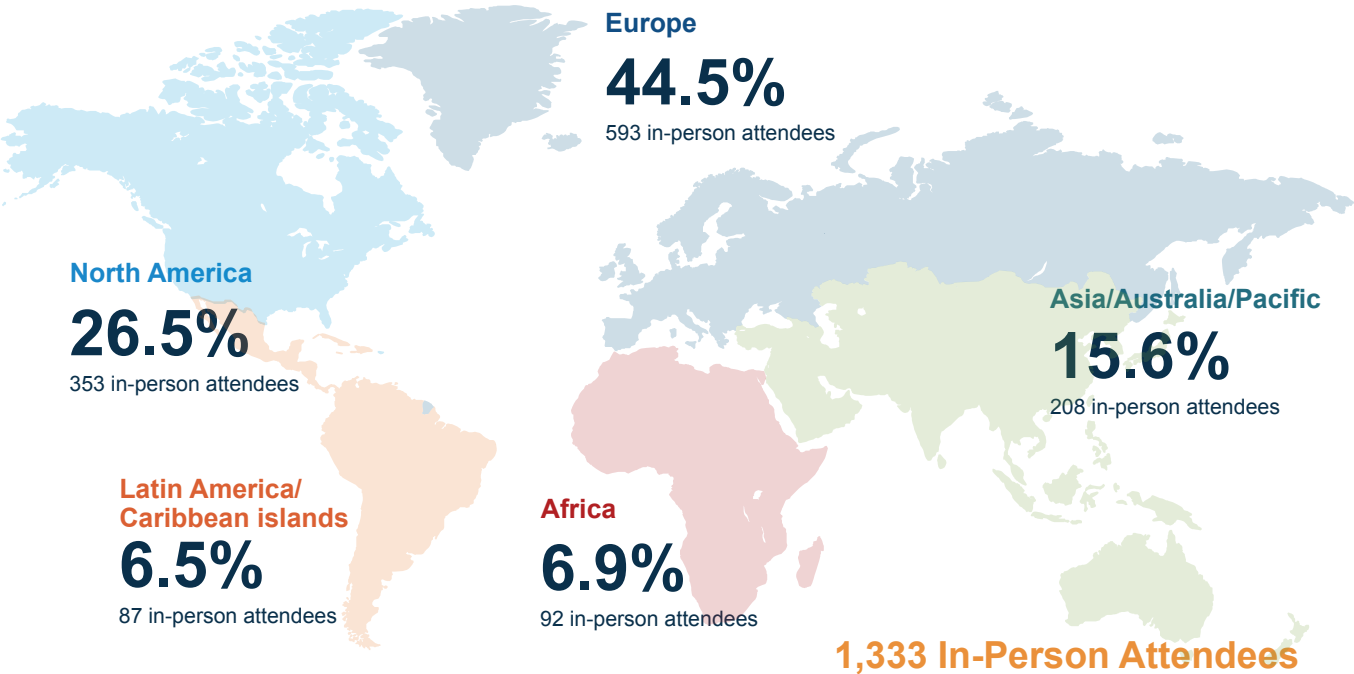 Europe
44.5%
593 in-person attendees
North America
26.5%
353 in-person attendees
Asia/Australia/Pacific
15.6%
208 in-person attendees
Latin America/
Caribbean islands
6.5%
87 in-person attendees
Africa
6.9%
92 in-person attendees
1,333 In-Person Attendees